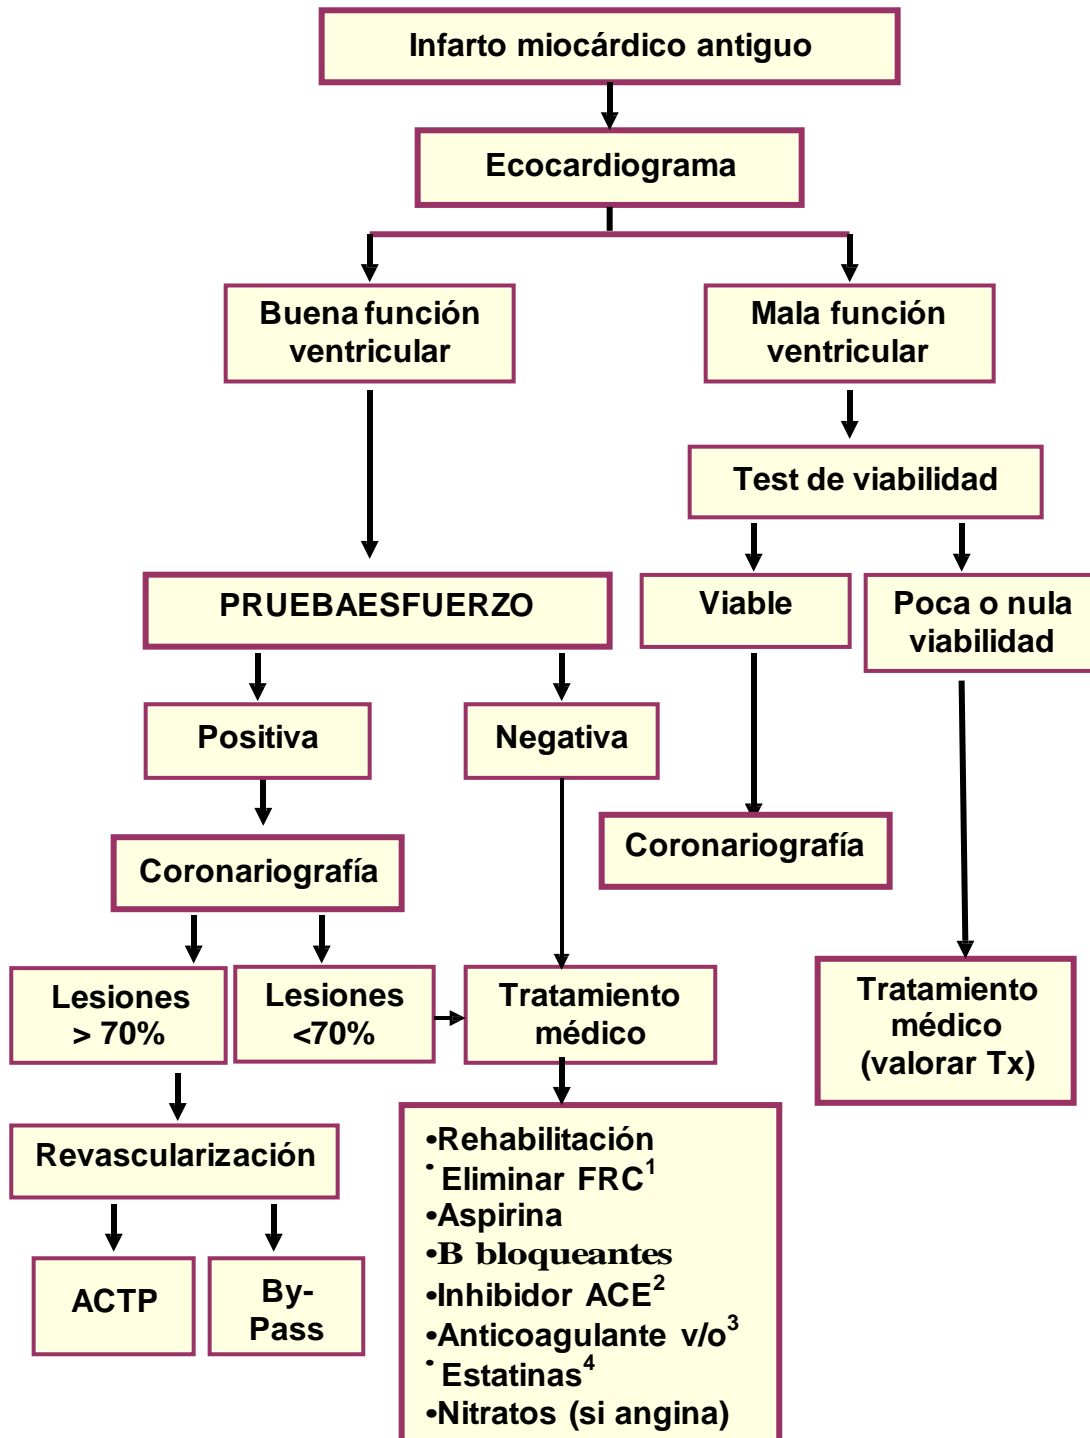 Infarto miocárdico antiguo
Ecocardiograma
Buena función
ventricular
Mala función
ventricular
Test de viabilidad
PRUEBAESFUERZO
Viable
Poca o nula
viabilidad
Positiva
Negativa
Coronariografía
Coronariografía
Lesiones
> 70%
Lesiones
<70%
Tratamiento
médico
Tratamiento
médico
(valorar Tx)
Revascularización
ACTP
By-
Pass
•Rehabilitación
•Eliminar FRC¹
•Aspirina
•B bloqueantes
•Inhibidor ACE²
•Anticoagulante v/o³
•Estatinas⁴
•Nitratos (si angina)